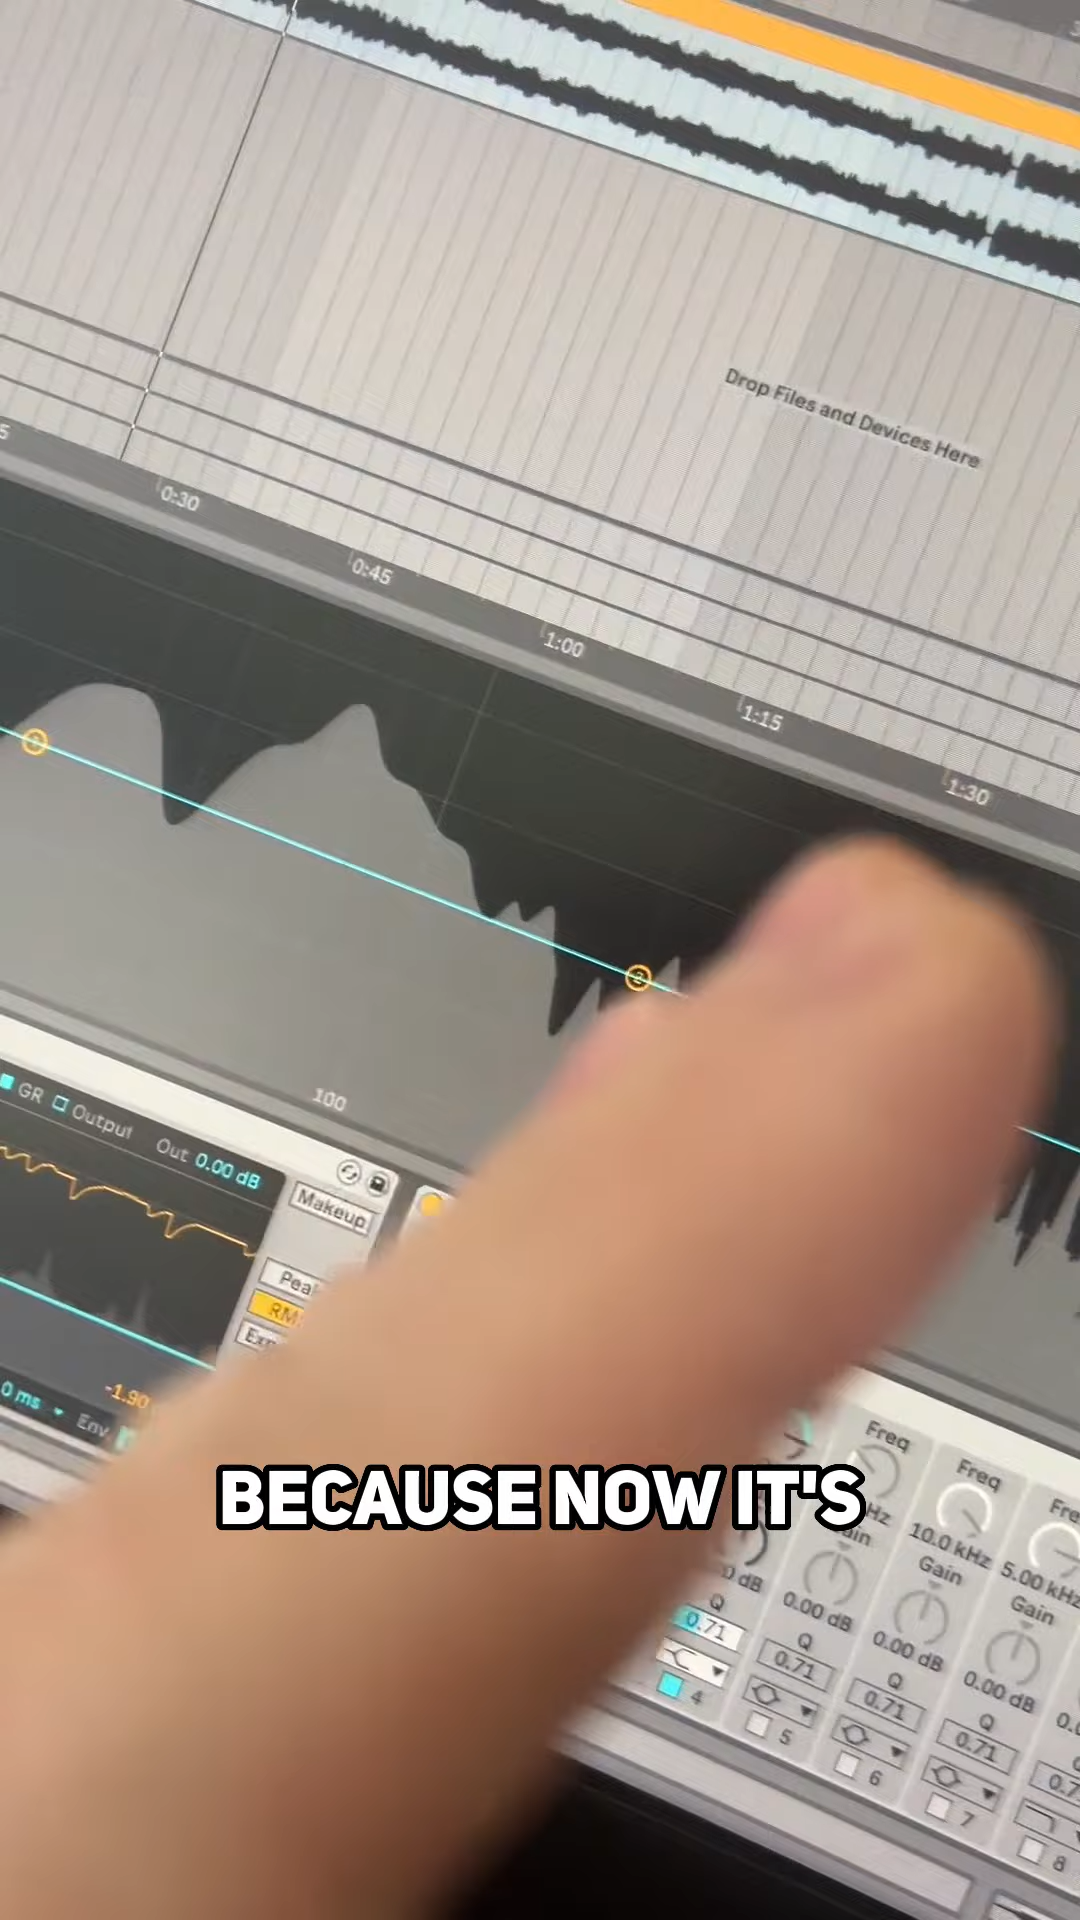 Drop Files and Devices Here
5
0:30
0:45
1:00
1:15
1:30
1
2
100
GR Output Out 0.00 dB
Makeup
-1.90
0 ms
Env
BECAUSE NOW IT'S
Freq
Freq
10.0 kHz
5.00 kHz
Gain
Gain
0.00 dB
0.00 dB
0.00 dB
Q
Q
Q
Q
0.71
0.71
0.71
0.71
4
5
6
7
8